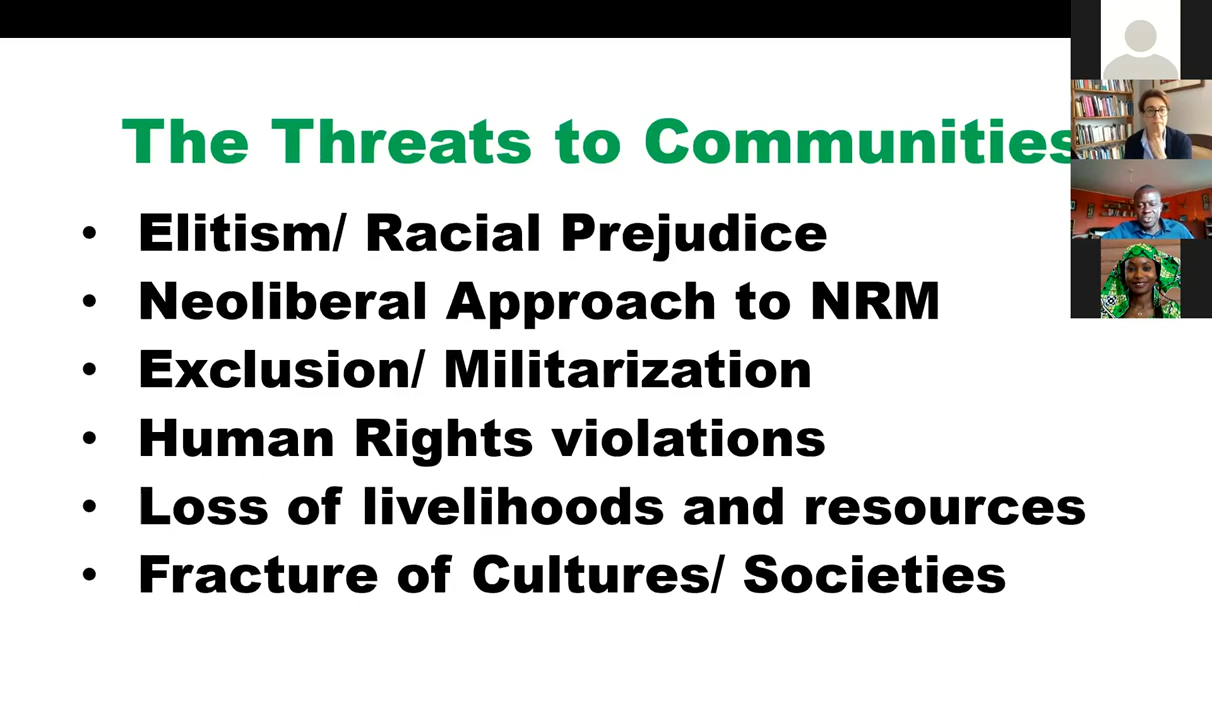 The Threats to Communities
• Elitism/ Racial Prejudice
• Neoliberal Approach to NRM
• Exclusion/ Militarization
• Human Rights violations
• Loss of livelihoods and resources
• Fracture of Cultures/ Societies